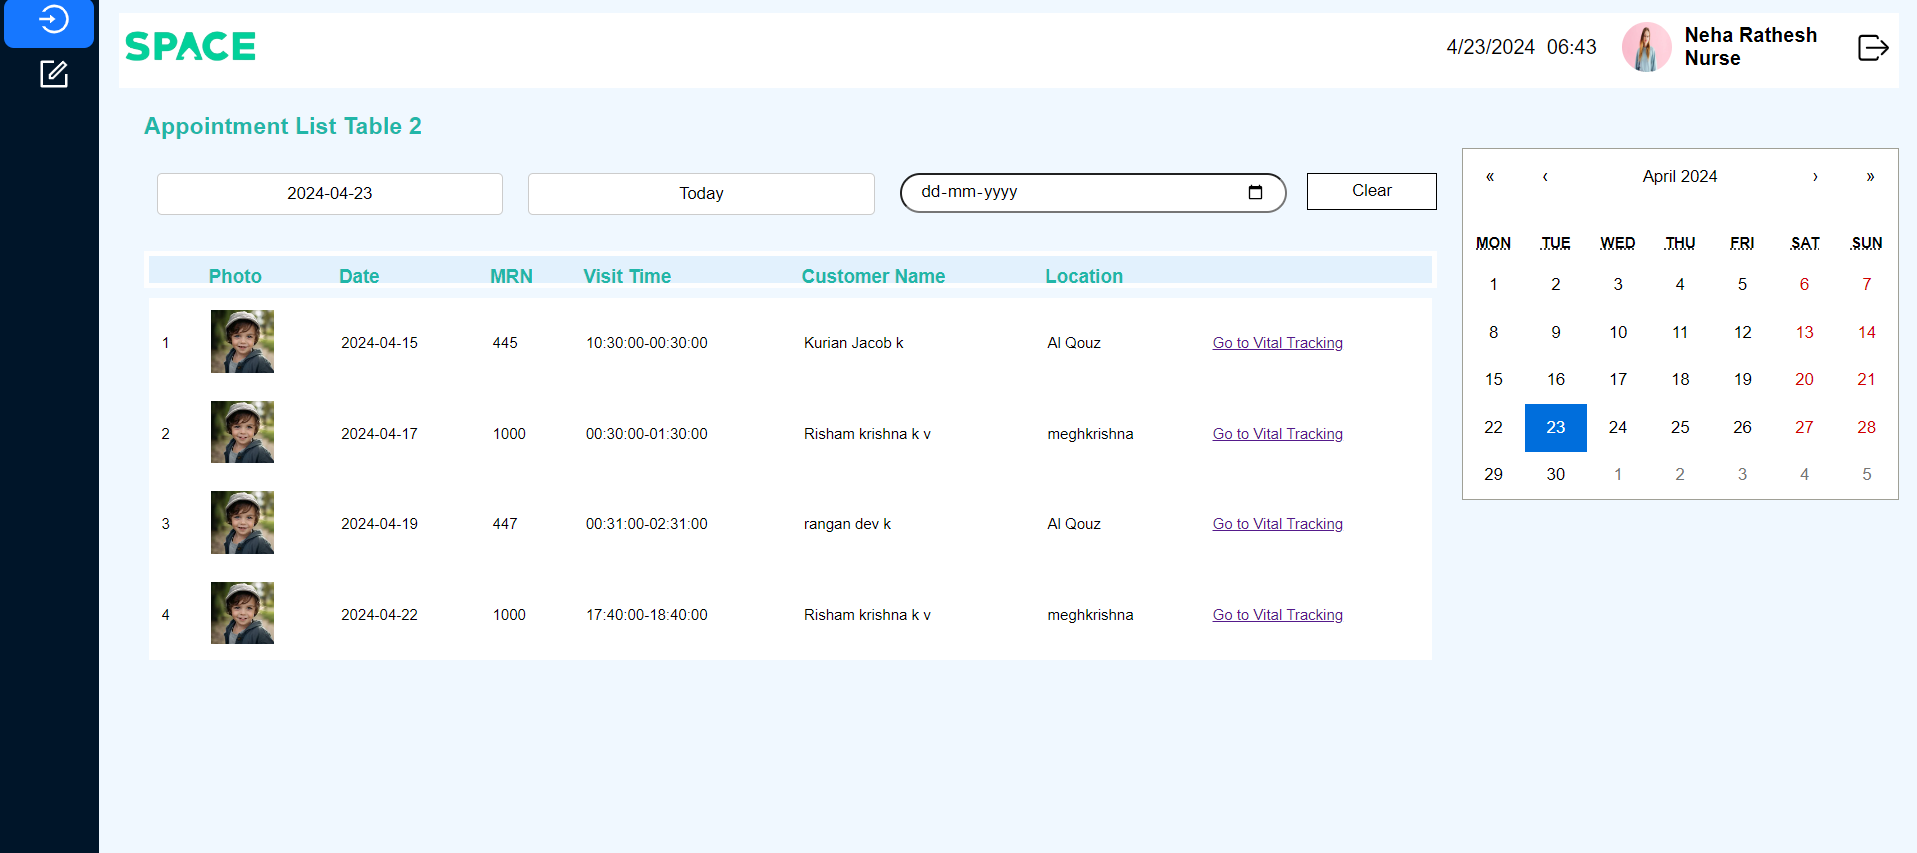 SPACE
4/23/2024 06:43
Neha Rathesh
Nurse
Appointment List Table 2
2024-04-23 Today dd-mm-yyyy Clear
Photo Date MRN Visit Time Customer Name Location
1 2024-04-15 445 10:30:00-00:30:00 Kurian Jacob k Al Qouz Go to Vital Tracking
2 2024-04-17 1000 00:30:00-01:30:00 Risham krishna k v meghkrishna Go to Vital Tracking
3 2024-04-19 447 00:31:00-02:31:00 rangan dev k Al Qouz Go to Vital Tracking
4 2024-04-22 1000 17:40:00-18:40:00 Risham krishna k v meghkrishna Go to Vital Tracking
« ‹ April 2024 › »
MON TUE WED THU FRI SAT SUN
1 2 3 4 5 6 7
8 9 10 11 12 13 14
15 16 17 18 19 20 21
22 23 24 25 26 27 28
29 30 1 2 3 4 5